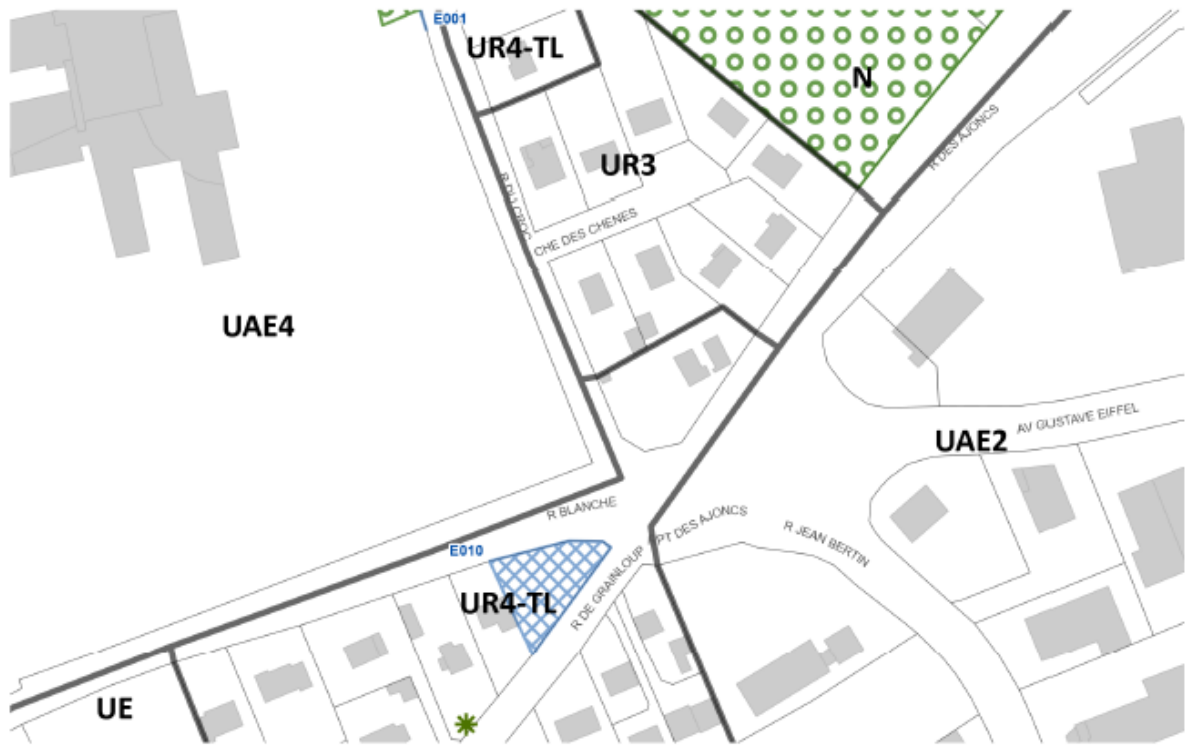 E001
UR4-TL
N
R DES AJONCS
UR3
R DU CROC
CHE DES CHENES
UAE4
AV GUSTAVE EIFFEL
UAE2
R BLANCHE
RPT DES AJONCS
R JEAN BERTIN
E010
UR4-TL
R DE GRAINLOUP
UE